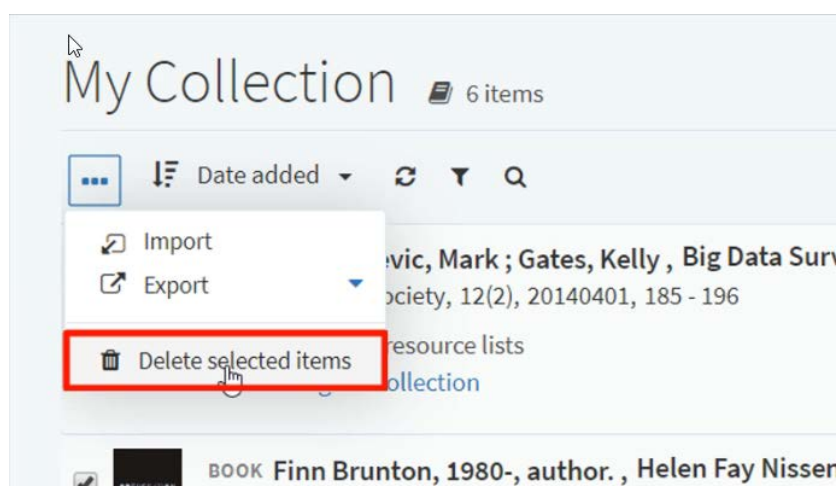 My Collection 6 items
Date added
Import
Export
vic, Mark ; Gates, Kelly , Big Data Surv
ociety, 12(2), 20140401, 185 - 196
Delete selected items
resource lists
ollection
BOOK Finn Brunton, 1980-, author. , Helen Fay Nissen